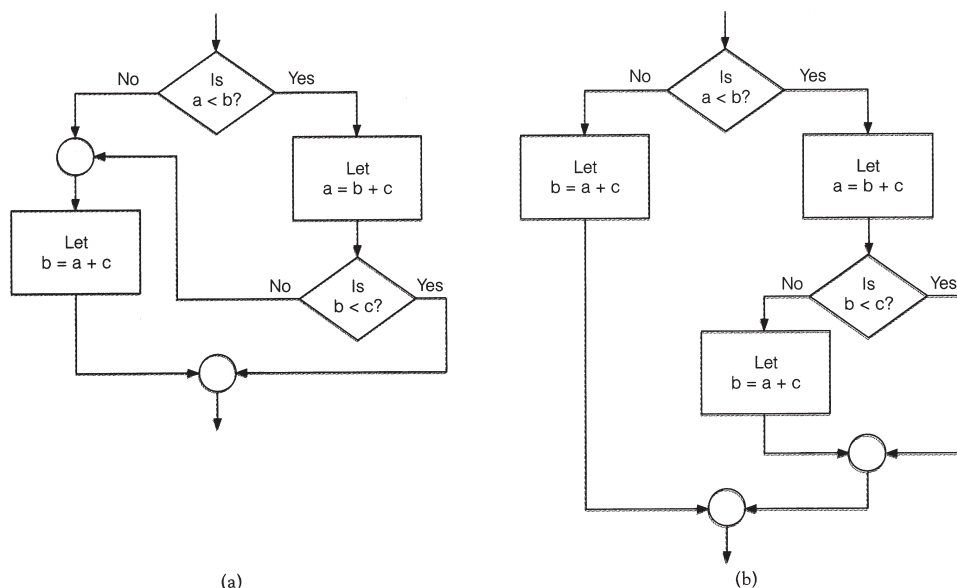 No
Is
a < b?
Yes
Let
a = b + c
Let
b = a + c
No
Is
b < c?
Yes
(a)
No
Is
a < b?
Yes
Let
b = a + c
Let
a = b + c
No
Is
b < c?
Yes
Let
b = a + c
(b)